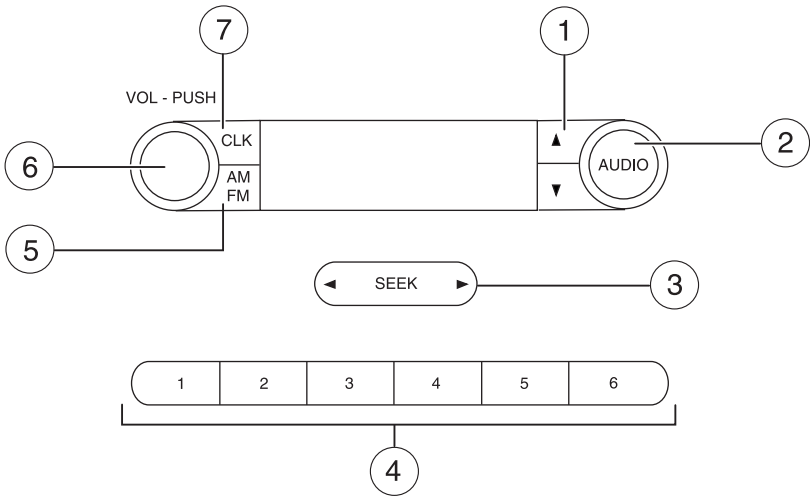 7
1
VOL - PUSH
CLK
▲
2
6
AUDIO
AM
FM
▼
5
◄ SEEK ►
3
1 2 3 4 5 6
4